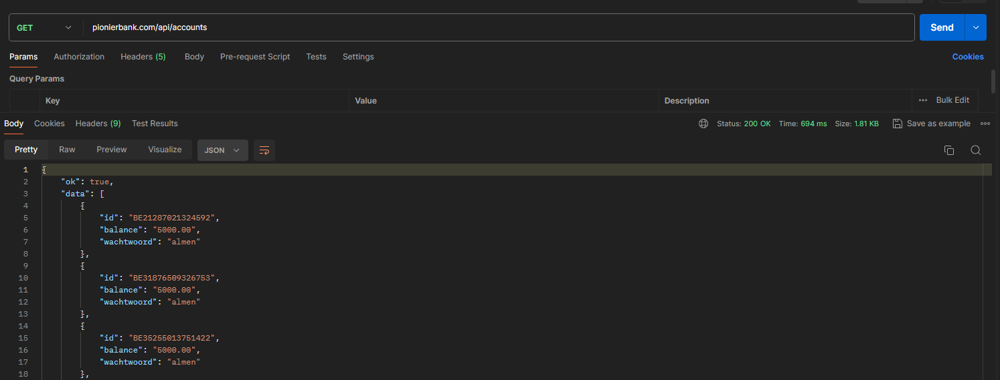 GET pionierbank.com/api/accounts Send
Params Authorization Headers (5) Body Pre-request Script Tests Settings Cookies
Query Params
Key Value Description ••• Bulk Edit
Body Cookies Headers (9) Test Results Status: 200 OK Time: 694 ms Size: 1.81 KB Save as example
Pretty Raw Preview Visualize JSON
1 {
2 "ok": true,
3 "data": [
4 {
5 "id": "BE21287021324592",
6 "balance": "5000.00",
7 "wachtwoord": "almen"
8 },
9 {
10 "id": "BE31876509326753",
11 "balance": "5000.00",
12 "wachtwoord": "almen"
13 },
14 {
15 "id": "BE35255013751422",
16 "balance": "5000.00",
17 "wachtwoord": "almen"
18 },